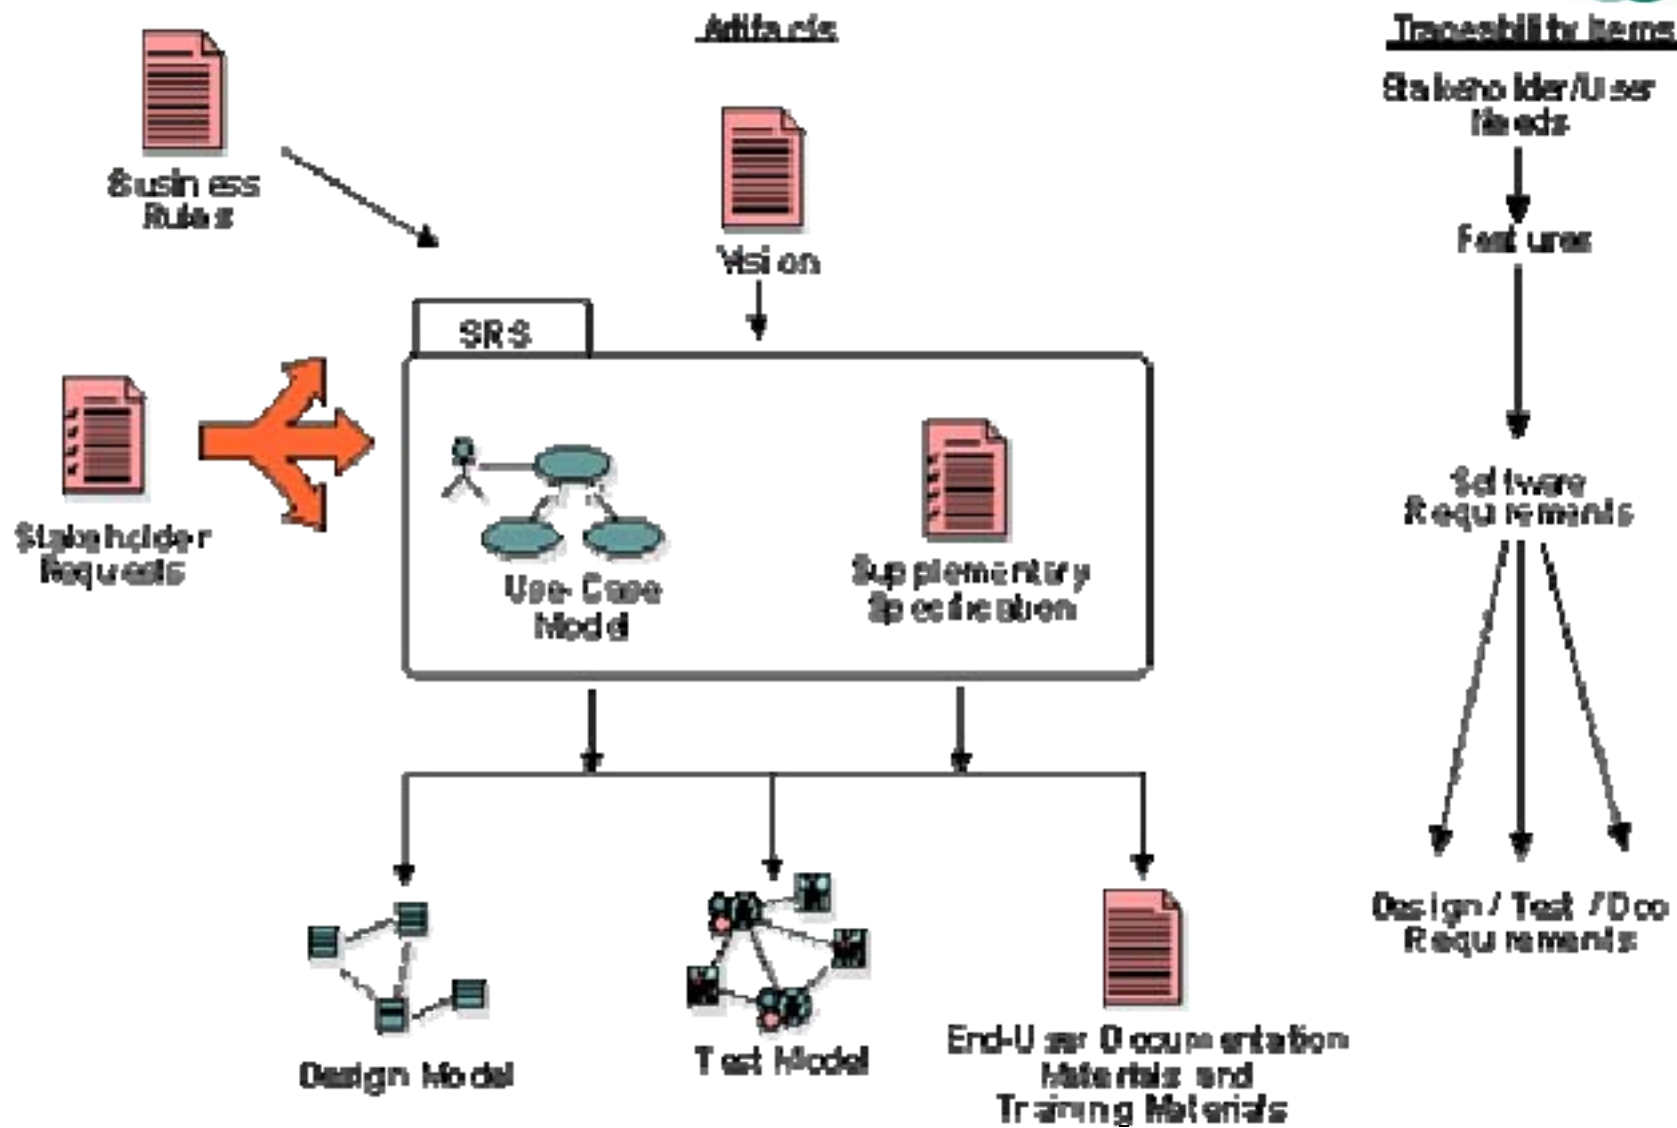 Artifacts
Traceability Items
Stakeholder/User
Needs
Business
Rules
Vision
Features
SRS
Stakeholder
Requests
Use-Case
Model
Supplementary
Specification
Software
Requirements
Design / Test / Doc
Requirements
Design Model
Test Model
End-User Documentation
Materials and
Training Materials